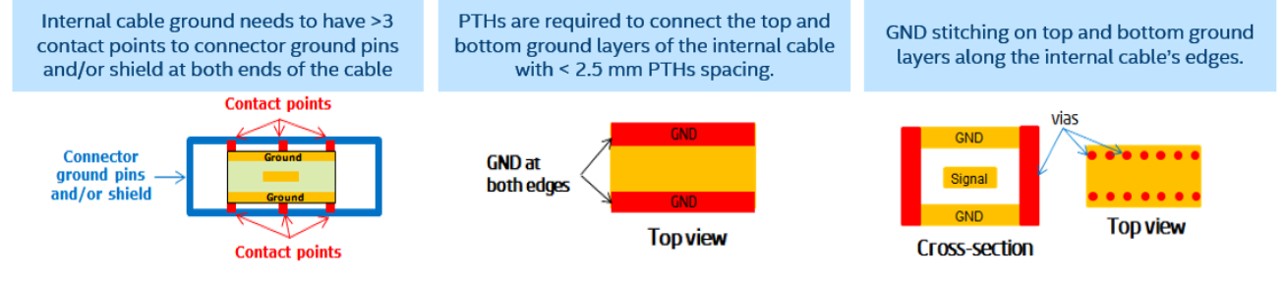 Internal cable ground needs to have >3
contact points to connector ground pins
and/or shield at both ends of the cable
PTHs are required to connect the top and
bottom ground layers of the internal cable
with < 2.5 mm PTHs spacing.
GND stitching on top and bottom ground
layers along the internal cable's edges.
Contact points
Connector
ground pins
and/or shield
Ground
Ground
Contact points
GND at
both edges
GND
GND
Top view
vias
GND
Signal
GND
Cross-section
Top view